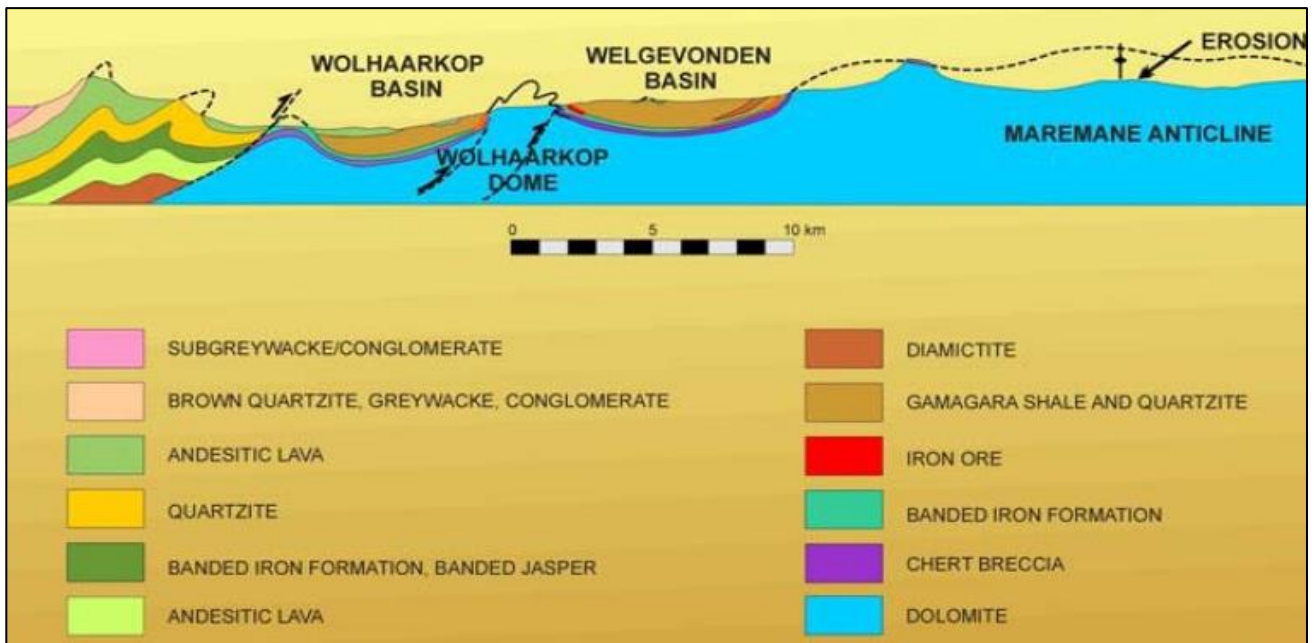 WOLHAARKOP
BASIN
WELGEVONDEN
BASIN
EROSION
MAREMANE ANTICLINE
WOLHAARKOP
DOME
0 5 10 km
SUBGREYWACKE/CONGLOMERATE
BROWN QUARTZITE, GREYWACKE, CONGLOMERATE
ANDESITIC LAVA
QUARTZITE
BANDED IRON FORMATION, BANDED JASPER
ANDESITIC LAVA
DIAMICTITE
GAMAGARA SHALE AND QUARTZITE
IRON ORE
BANDED IRON FORMATION
CHERT BRECCIA
DOLOMITE